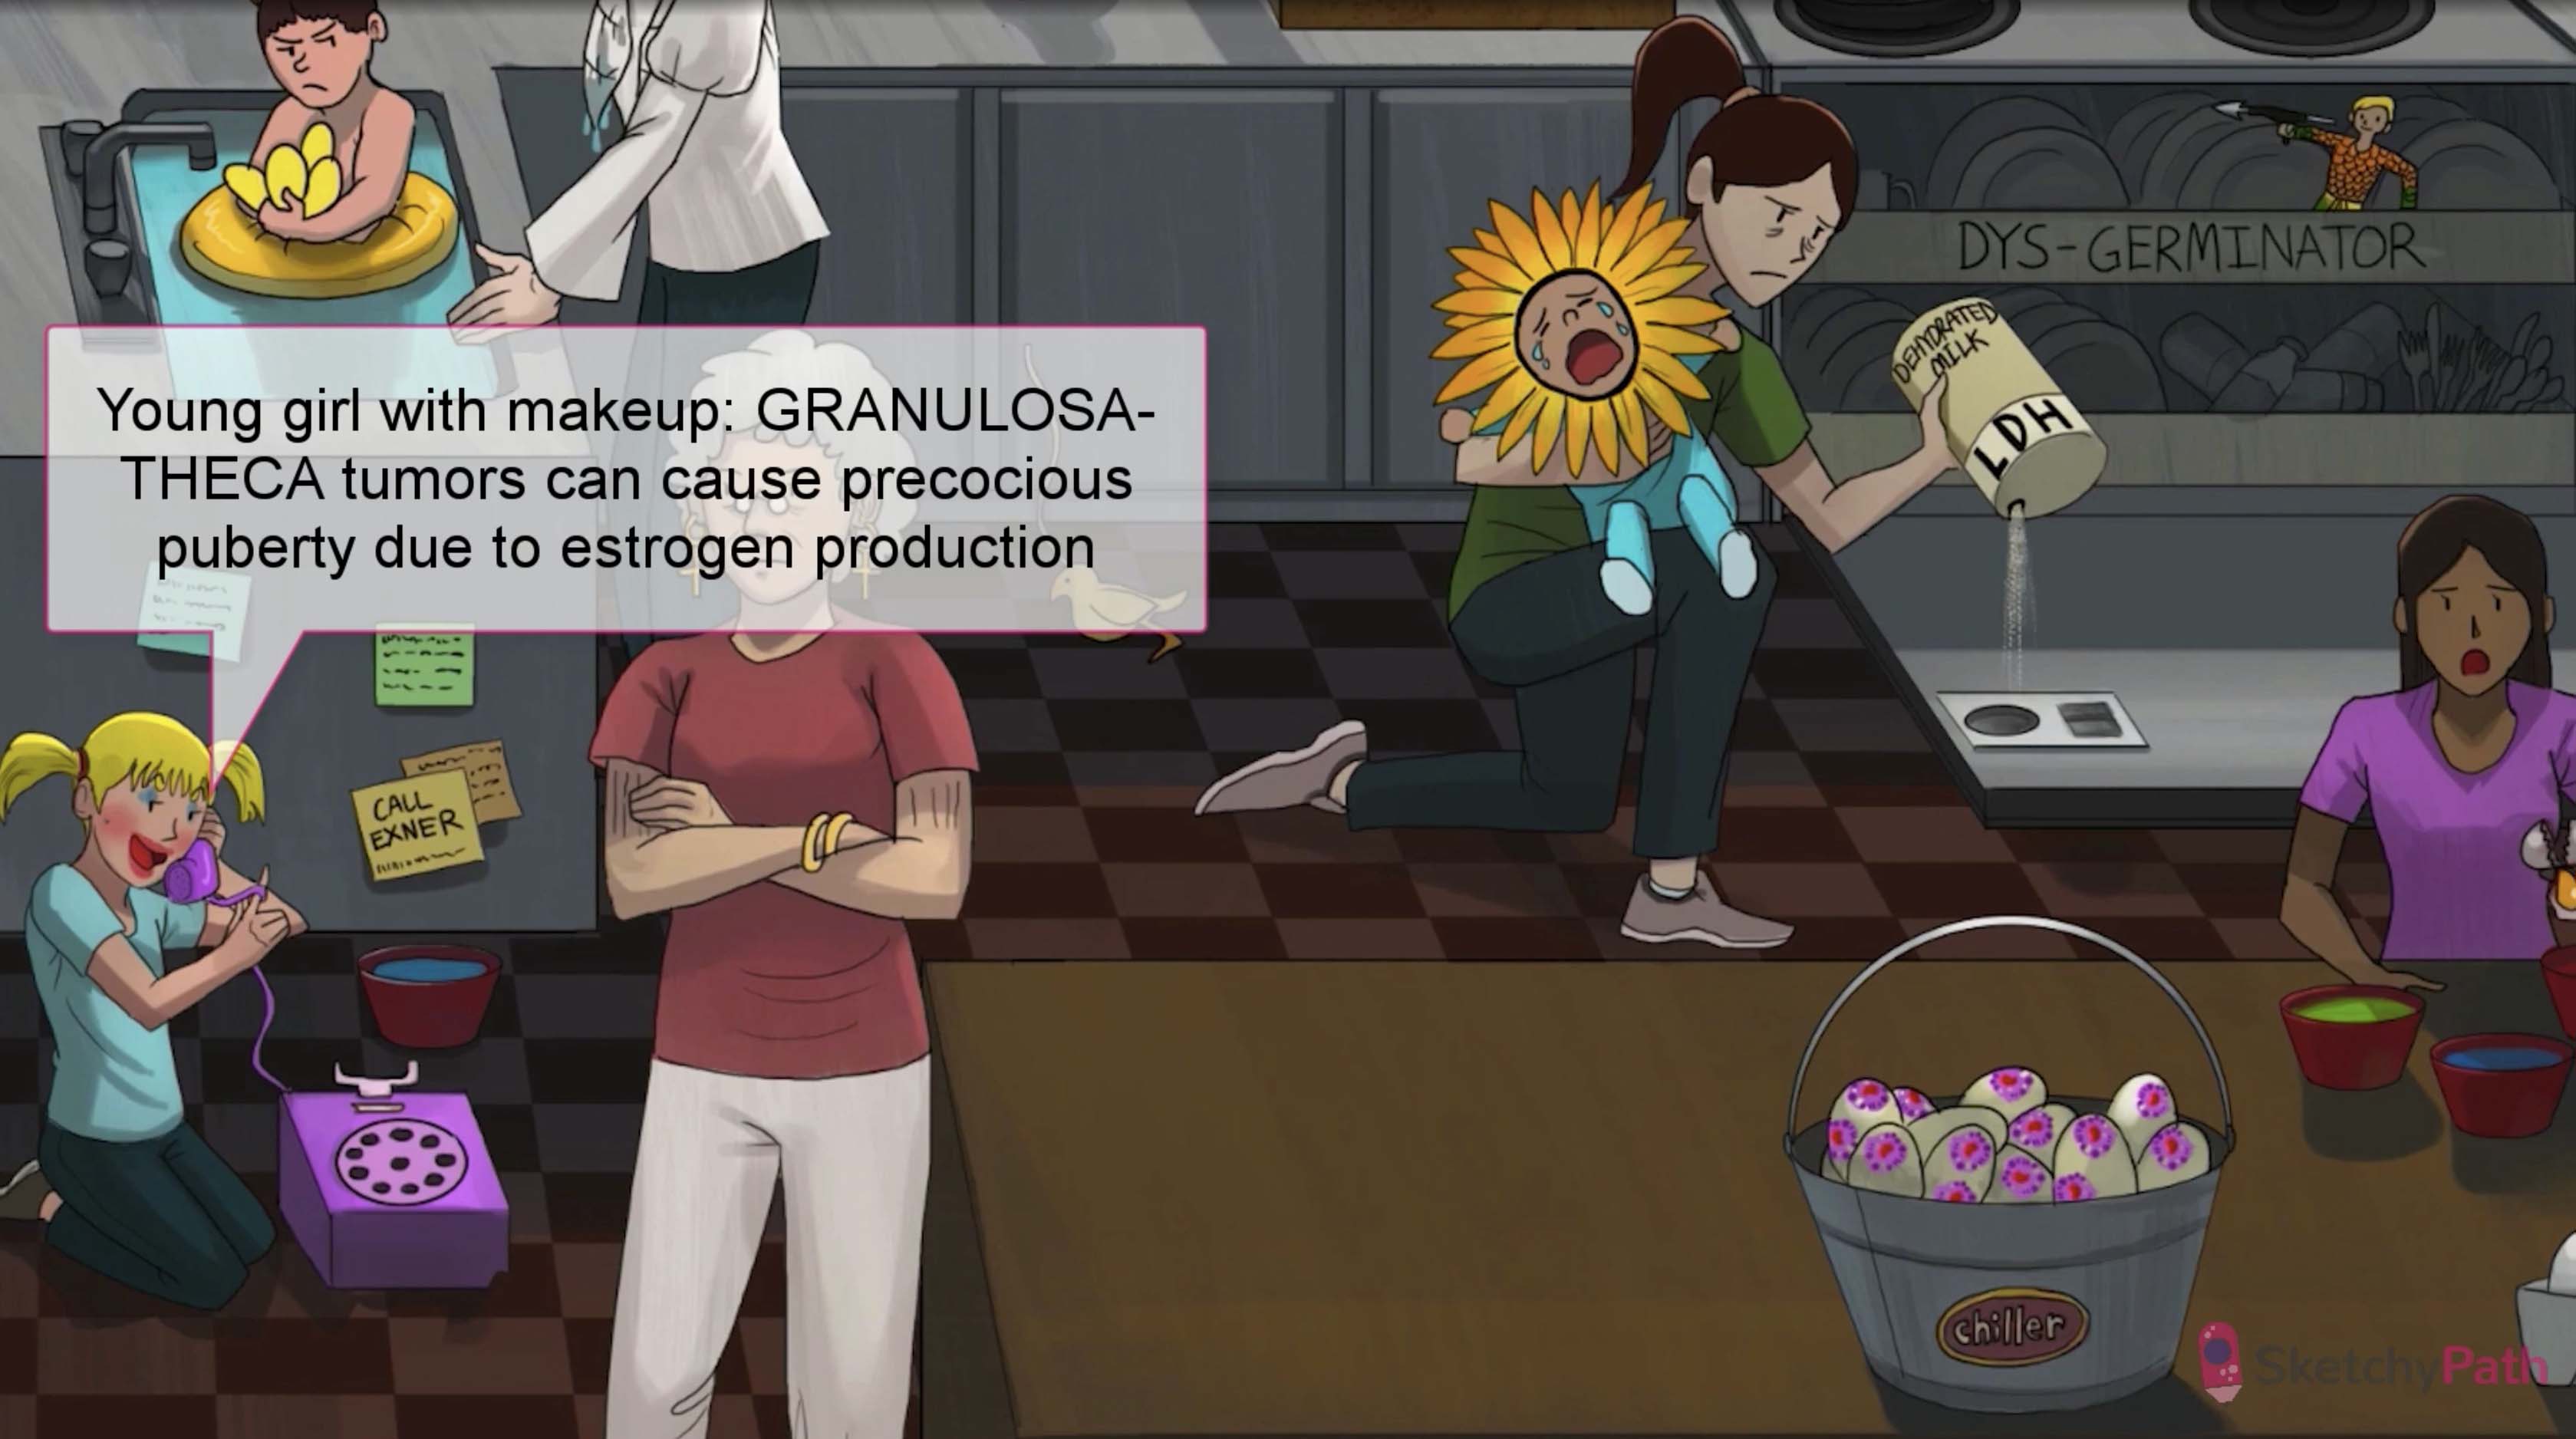 Young girl with makeup: GRANULOSA-
THECA tumors can cause precocious
puberty due to estrogen production
DYS-GERMINATOR
DEHYDRATED
MILK
LDH
CALL
EXNER
chiller
SketchyPath